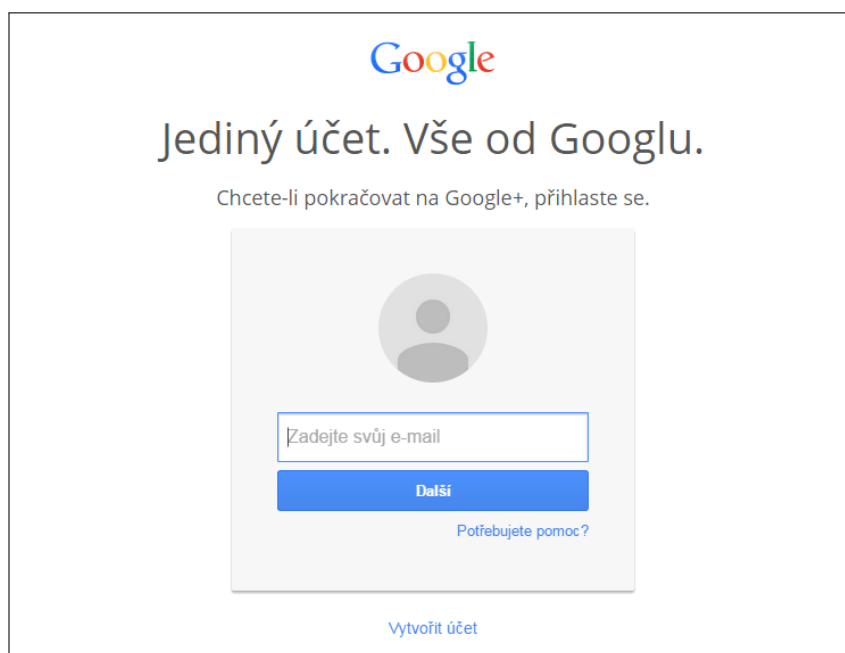 Google
Jediný účet. Vše od Googlu.
Chcete-li pokračovat na Google+, přihlaste se.
Zadejte svůj e-mail
Další
Potřebujete pomoc?
Vytvořit účet